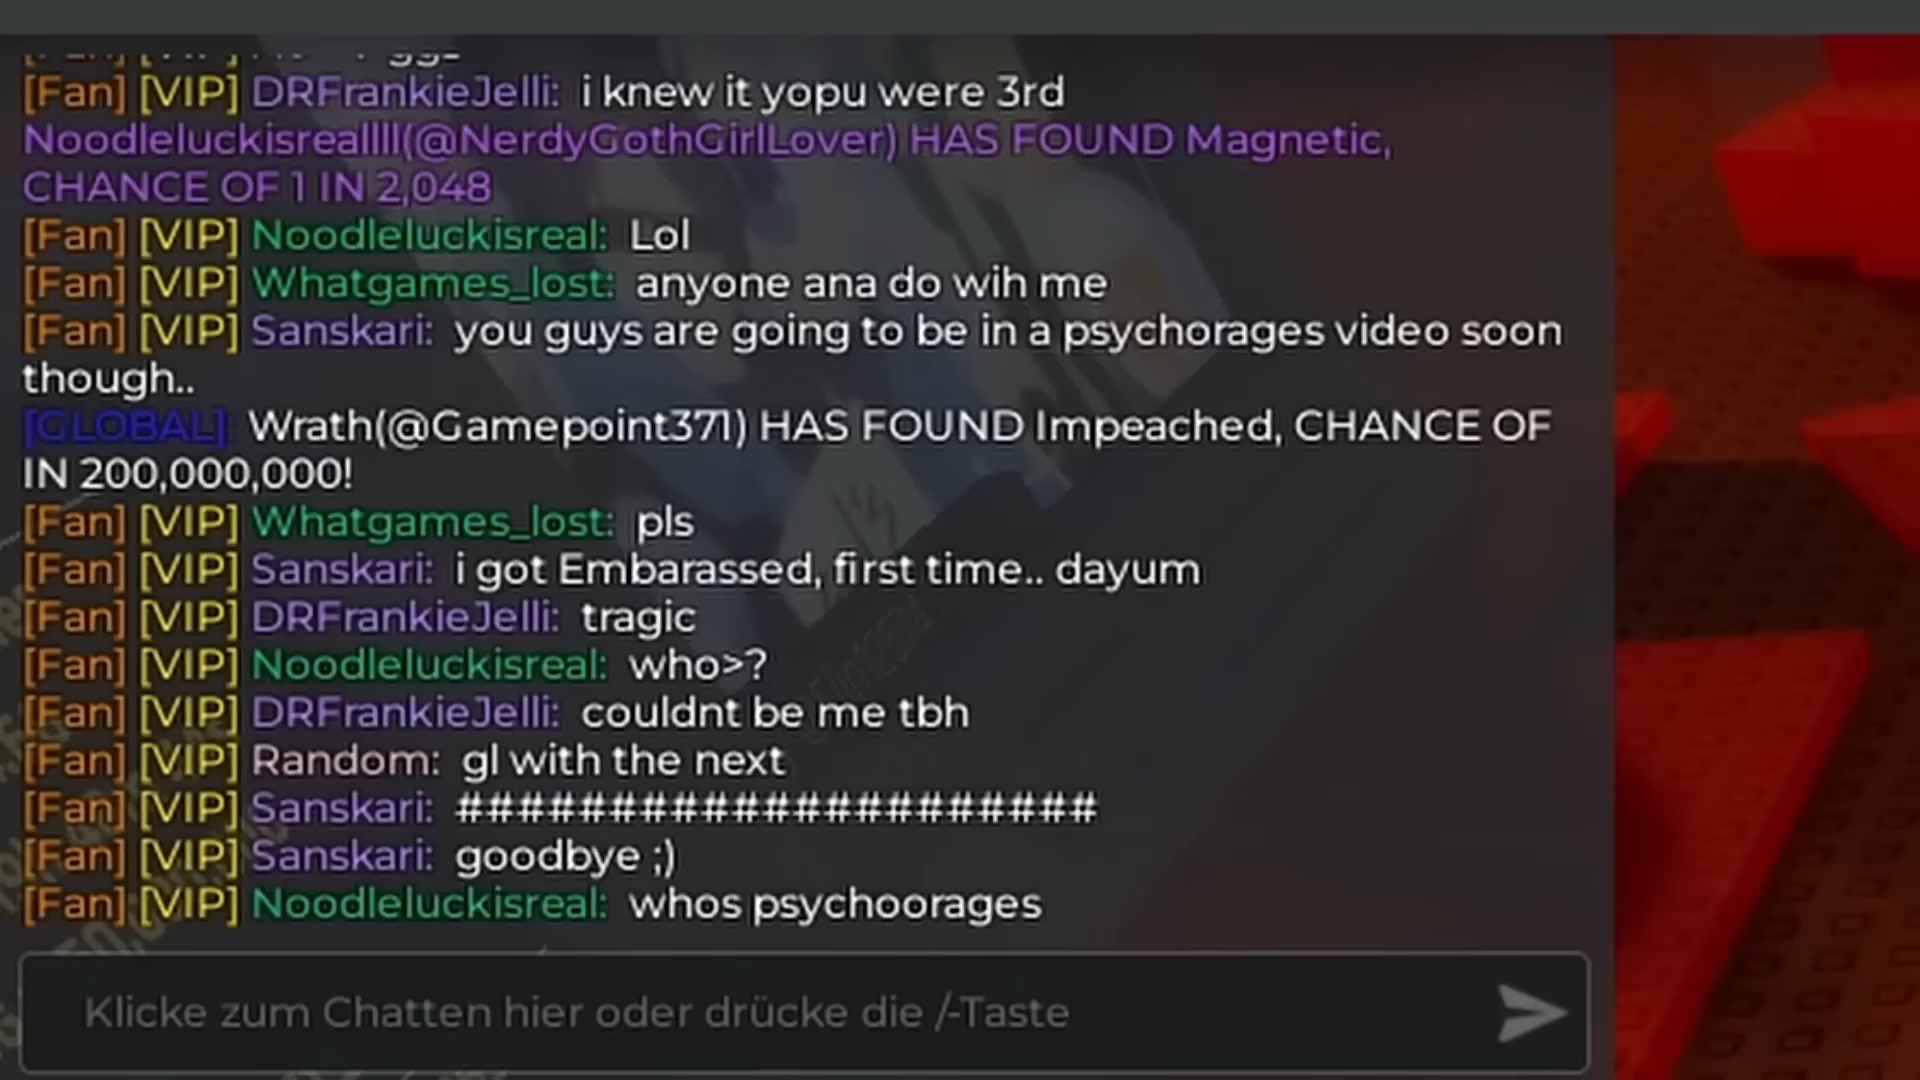 [Fan] [VIP] DRFrankieJelli: i knew it yopu were 3rd
Noodleluckisreallll(@NerdyGothGirlLover) HAS FOUND Magnetic,
CHANCE OF 1 IN 2,048
[Fan] [VIP] Noodleluckisreal: Lol
[Fan] [VIP] Whatgames_lost: anyone ana do wih me
[Fan] [VIP] Sanskari: you guys are going to be in a psychorages video soon
though..
[GLOBAL]: Wrath(@Gamepoint371) HAS FOUND Impeached, CHANCE OF
IN 200,000,000!
[Fan] [VIP] Whatgames_lost: pls
[Fan] [VIP] Sanskari: i got Embarassed, first time.. dayum
[Fan] [VIP] DRFrankieJelli: tragic
[Fan] [VIP] Noodleluckisreal: who>?
[Fan] [VIP] DRFrankieJelli: couldnt be me tbh
[Fan] [VIP] Random: gl with the next
[Fan] [VIP] Sanskari: #####################
[Fan] [VIP] Sanskari: goodbye ;)
[Fan] [VIP] Noodleluckisreal: whos psychoorages
Klicke zum Chatten hier oder drücke die /-Taste